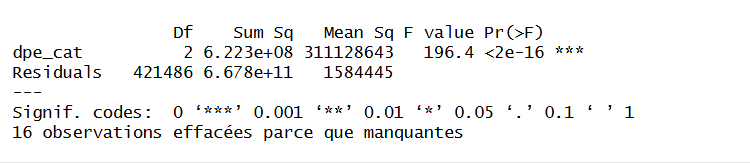 Df Sum Sq Mean Sq F value Pr(>F)
dpe_cat 2 6.223e+08 311128643 196.4 <2e-16 ***
Residuals 421486 6.678e+11 1584445
---
Signif. codes: 0 ‘***’ 0.001 ‘**’ 0.01 ‘*’ 0.05 ‘.’ 0.1 ‘ ’ 1
16 observations effacées parce que manquantes